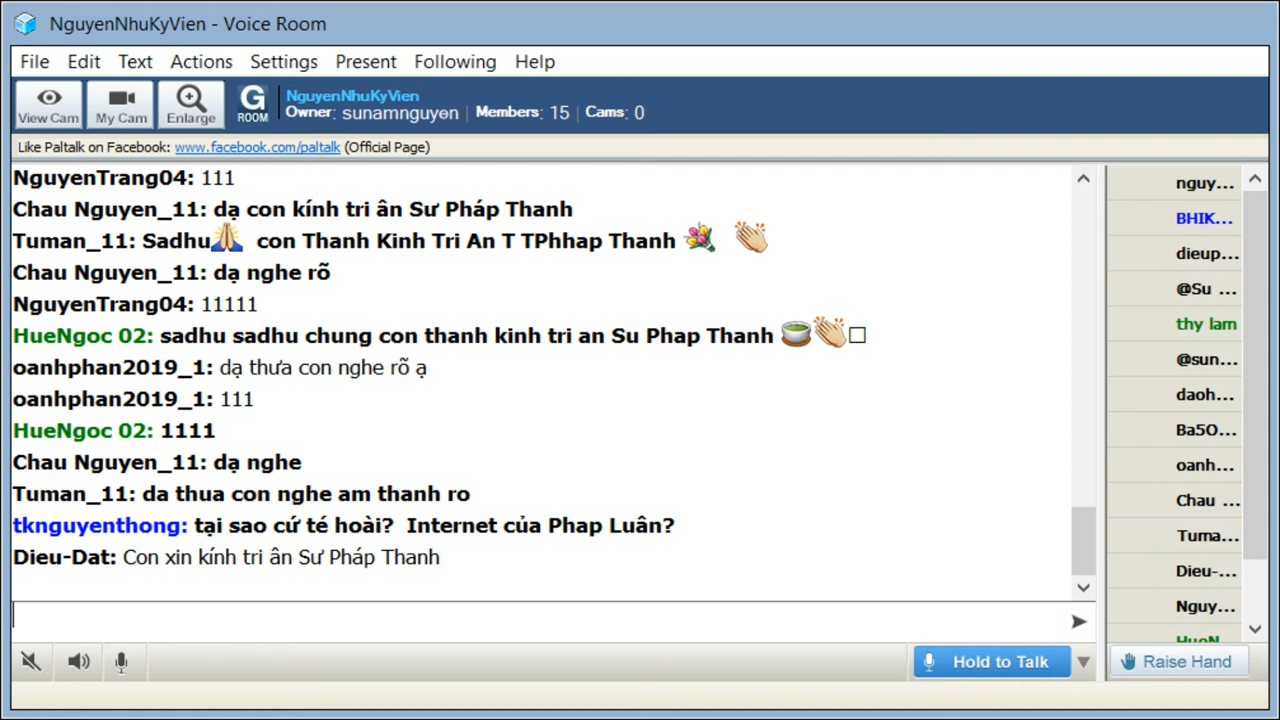 NguyenNhuKyVien - Voice Room
File Edit Text Actions Settings Present Following Help
View Cam My Cam Enlarge G ROOM
NguyenNhuKyVien
Owner: sunamnguyen | Members: 15 | Cams: 0
Like Paltalk on Facebook: www.facebook.com/paltalk (Official Page)
NguyenTrang04: 111
Chau Nguyen_11: dạ con kính tri ân Sư Pháp Thanh
Tuman_11: Sadhu🙏 con Thanh Kinh Tri An T TPhhap Thanh 💐 👏
Chau Nguyen_11: dạ nghe rõ
NguyenTrang04: 11111
HueNgoc 02: sadhu sadhu chung con thanh kinh tri an Su Phap Thanh 🍵👏□
oanhphan2019_1: dạ thưa con nghe rõ ạ
oanhphan2019_1: 111
HueNgoc 02: 1111
Chau Nguyen_11: dạ nghe
Tuman_11: da thua con nghe am thanh ro
tknguyenthong: tại sao cứ té hoài? Internet của Phap Luân?
Dieu-Dat: Con xin kính tri ân Sư Pháp Thanh
nguy...
BHIK...
dieup...
@Su ...
thy lam
@sun...
daoh...
Ba5O...
oanh...
Chau ...
Tuma...
Dieu-...
Nguy...
HueN
Hold to Talk
Raise Hand